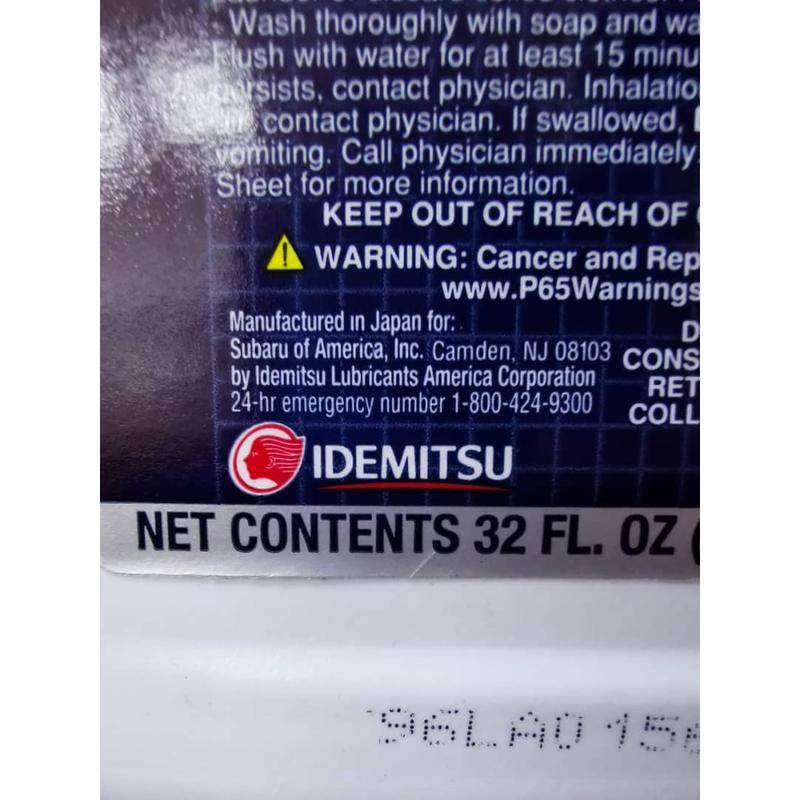 - Wash thoroughly with soap and wa
Flush with water for at least 15 minu
persists, contact physician. Inhalatio
contact physician. If swallowed,
vomiting. Call physician immediately.
Sheet for more information.
KEEP OUT OF REACH OF
WARNING: Cancer and Rep
www.P65Warnings
Manufactured in Japan for:
Subaru of America, Inc. Camden, NJ 08103
by Idemitsu Lubricants America Corporation
24-hr emergency number 1-800-424-9300
D
CONS
RET
COLL
IDEMITSU
NET CONTENTS 32 FL. OZ (
96LA0 156